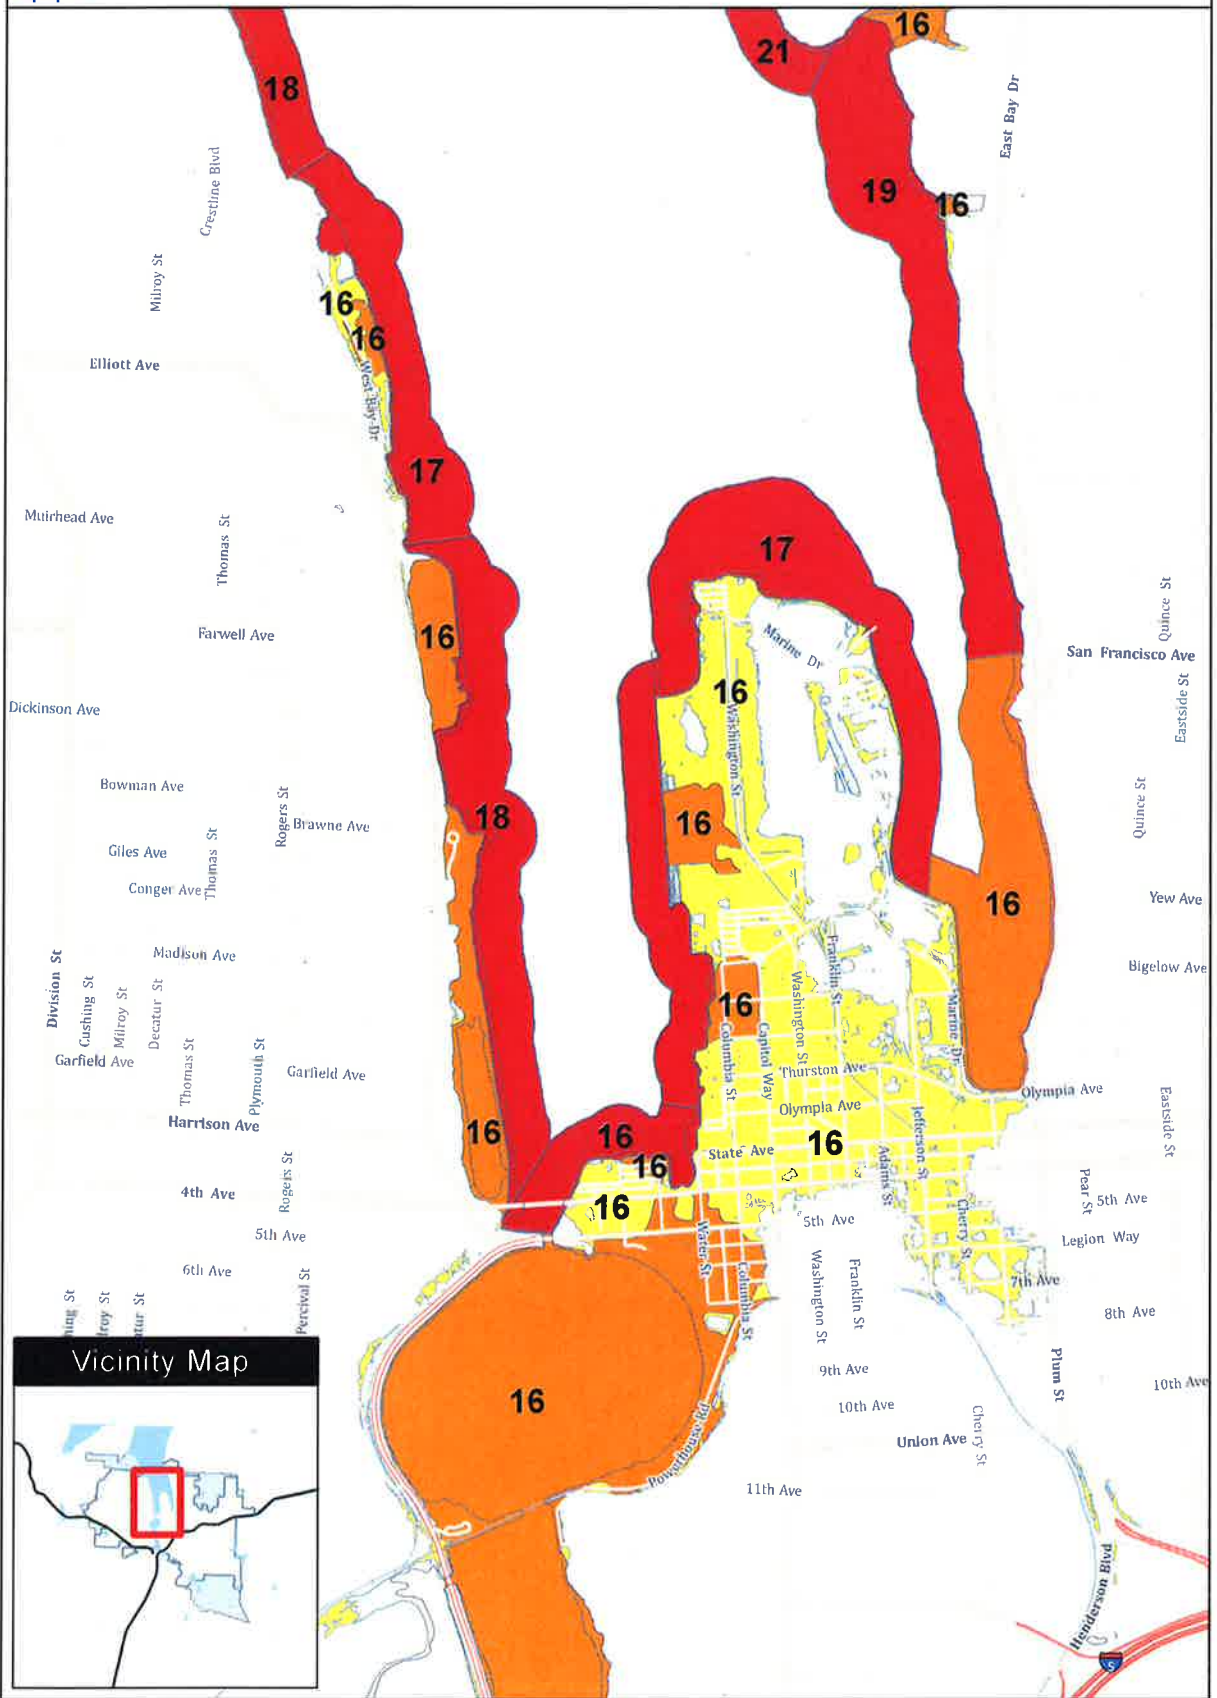 16
21
18
East Bay Dr
Crestline Blvd
19
16
Milroy St
16
16
Elliott Ave
West Bay Dr
17
Muirhead Ave
Thomas St
17
Quince St
Farwell Ave
16
Marine Dr
San Francisco Ave
16
Eastside St
Dickinson Ave
Washington St
Bowman Ave
Rogers St
Brawne Ave
18
16
Quince St
Giles Ave
Thomas St
Conger Ave
16
Yew Ave
Madison Ave
Franklin St
Bigelow Ave
Division St
Cushing St
Milroy St
Decatur St
16
Washington St
Marine Dr
Garfield Ave
Thomas St
Plymouth St
Garfield Ave
Columbia St
Capitol Way
Thurston Ave
Olympia Ave
Olympia Ave
Harrison Ave
16
16
Jefferson St
Eastside St
State Ave
16
16
Rogers St
4th Ave
16
Adams St
Pear St
5th Ave
5th Ave
5th Ave
Water St
Cherry St
Legion Way
6th Ave
Percival St
Columbia St
Washington St
Franklin St
7th Ave
hing St
lroy St
atur St
8th Ave
Vicinity Map
9th Ave
Plum St
10th Ave
16
10th Ave
Powerhouse Rd
Union Ave
Cherry St
11th Ave
Henderson Blvd
5